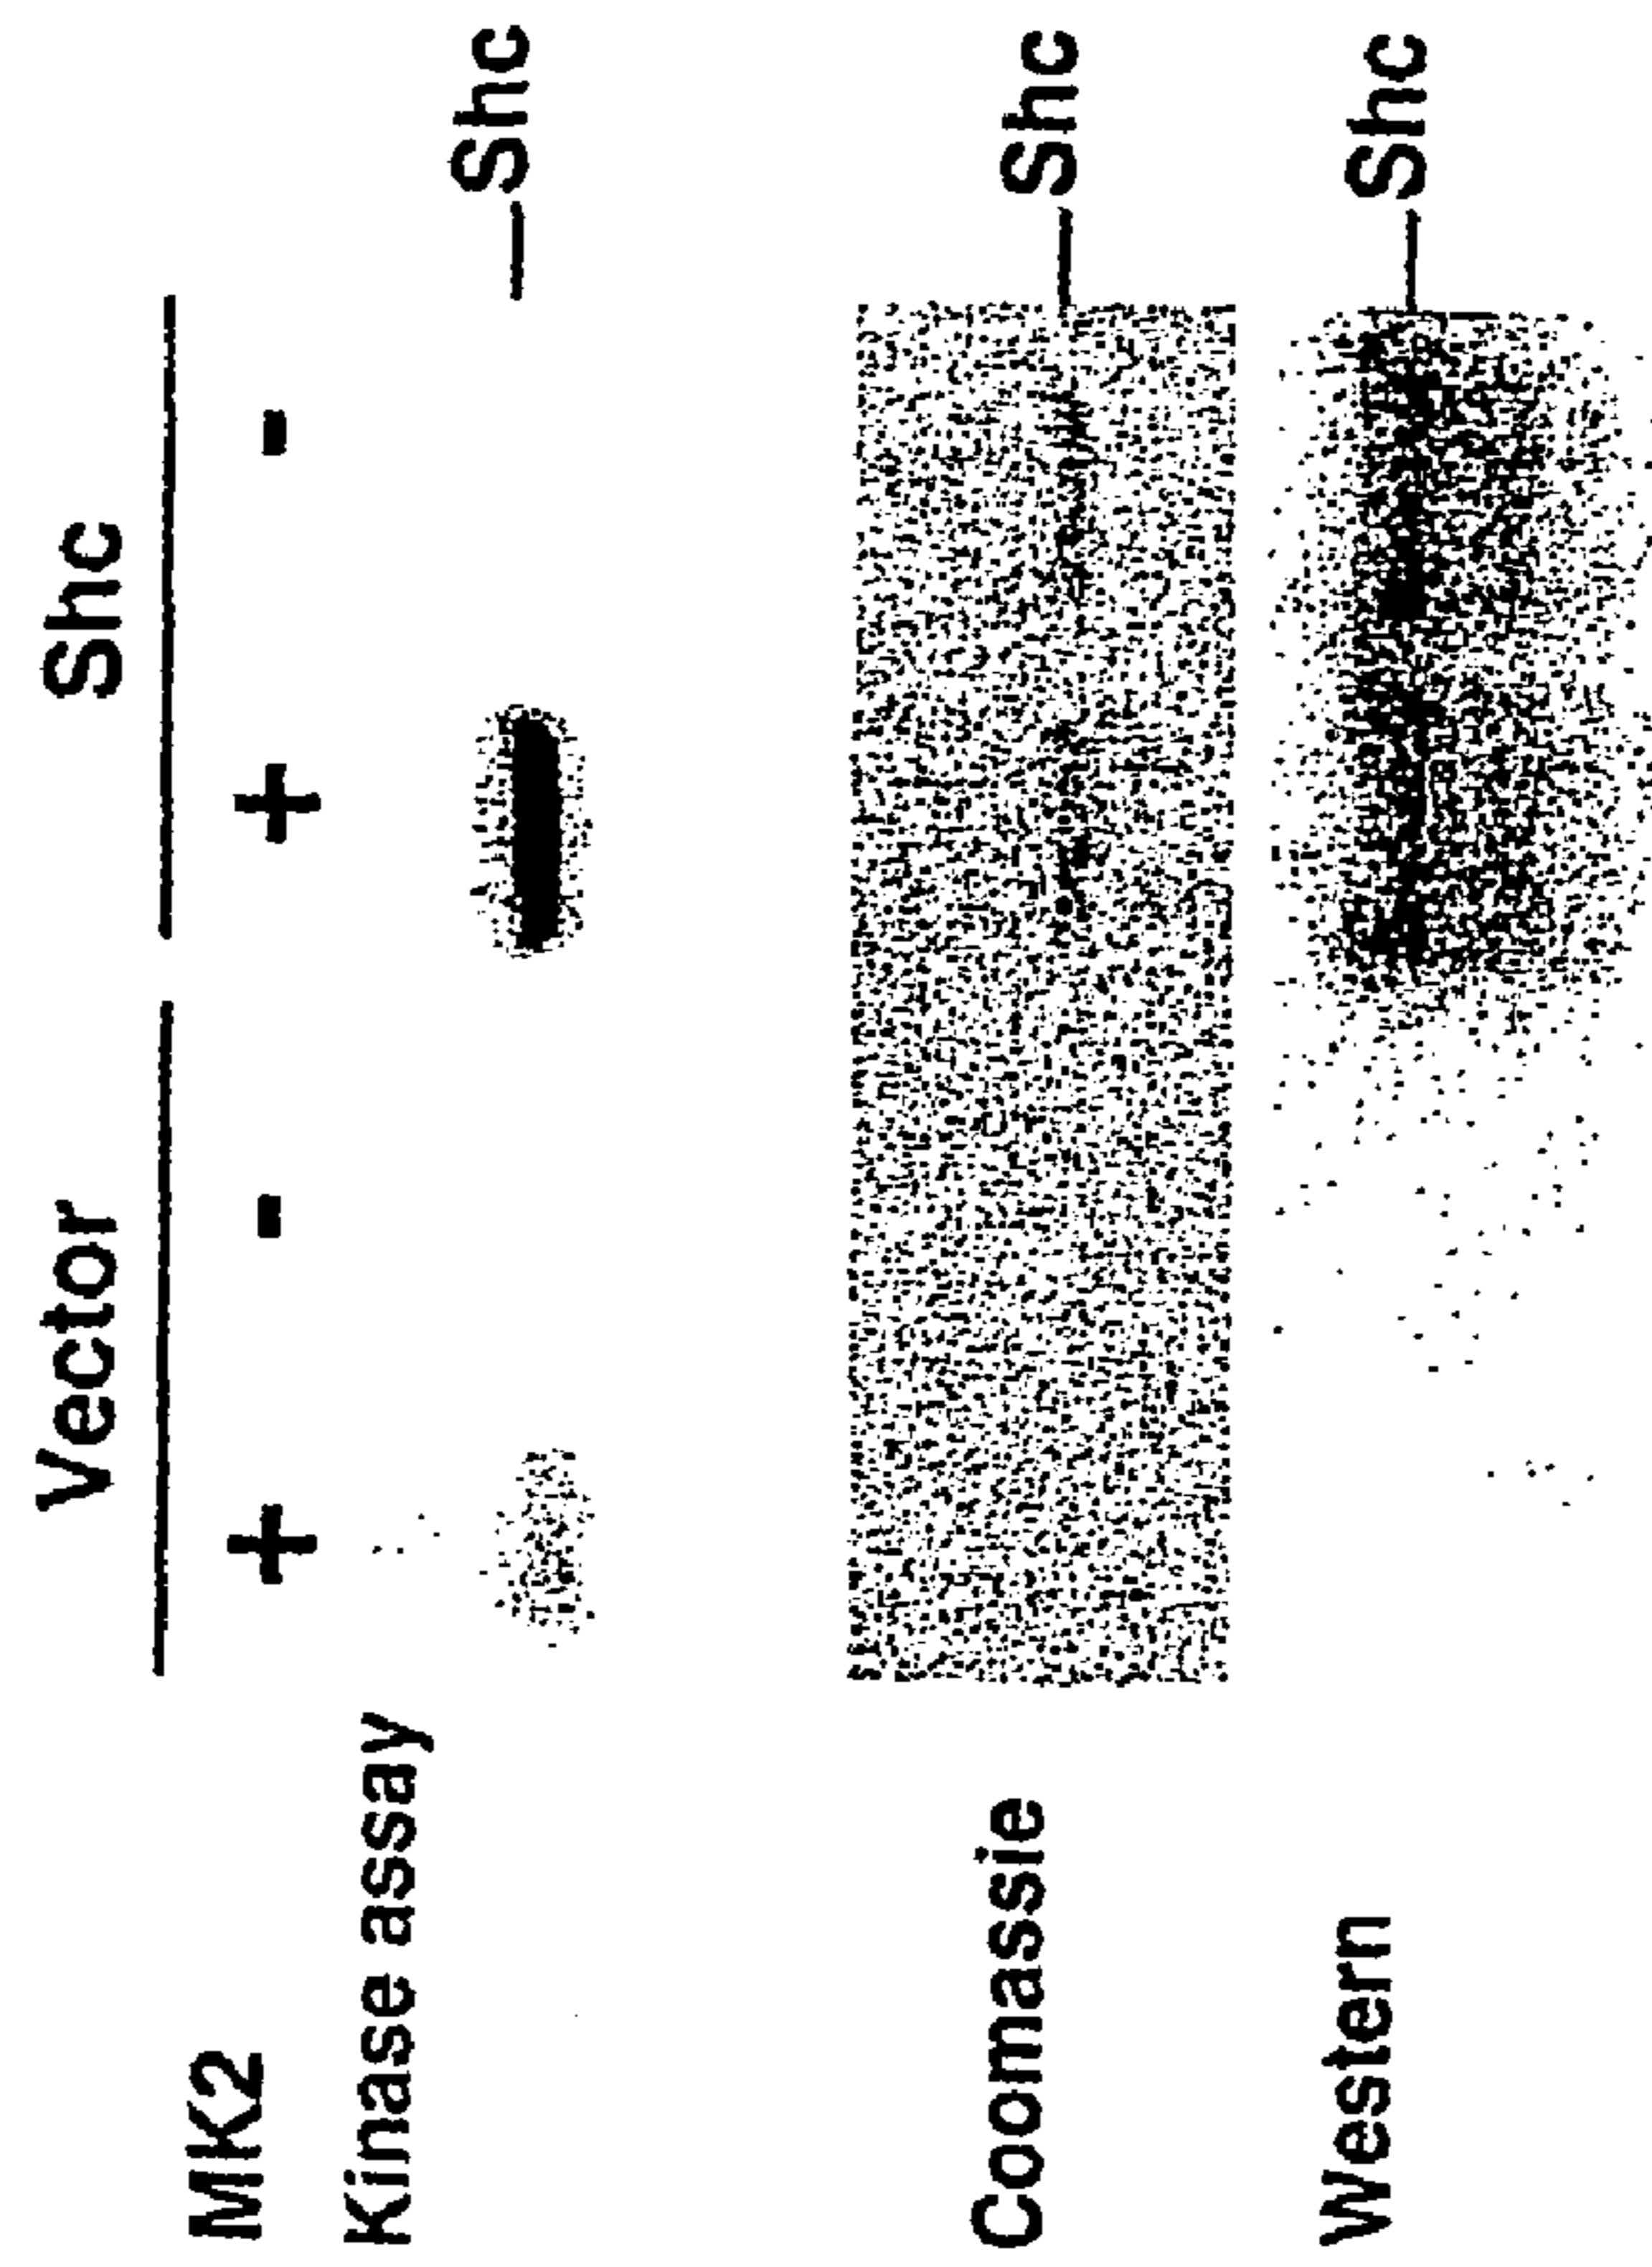 Vector Shc
MK2 + - + -
Kinase assay
—Shc
Coomassie —Shc
Western —Shc